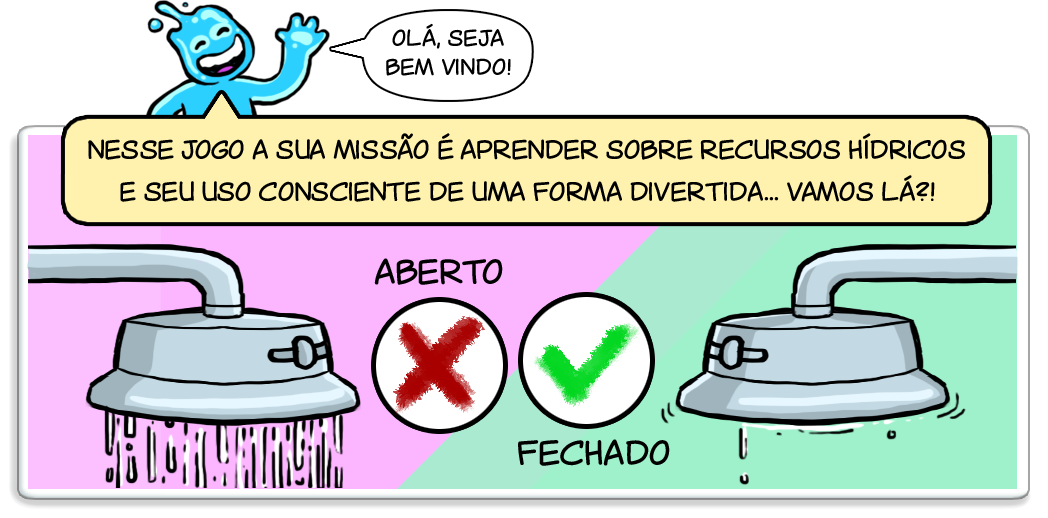 OLÁ, SEJA
BEM VINDO!
NESSE JOGO A SUA MISSÃO É APRENDER SOBRE RECURSOS HÍDRICOS
E SEU USO CONSCIENTE DE UMA FORMA DIVERTIDA... VAMOS LÁ?!
ABERTO
FECHADO